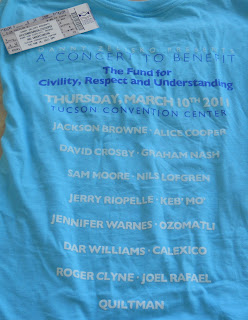 A CONCERT TO BENEFIT
The Fund for
Civility, Respect and Understanding
THURSDAY, MARCH 10TH 2011
TUCSON CONVENTION CENTER
JACKSON BROWNE · ALICE COOPER
DAVID CROSBY · GRAHAM NASH
SAM MOORE · NILS LOFGREN
JERRY RIOPELLE · KEB' MO'
JENNIFER WARNES · OZOMATLI
DAR WILLIAMS · CALEXICO
ROGER CLYNE · JOEL RAFAEL
QUILTMAN